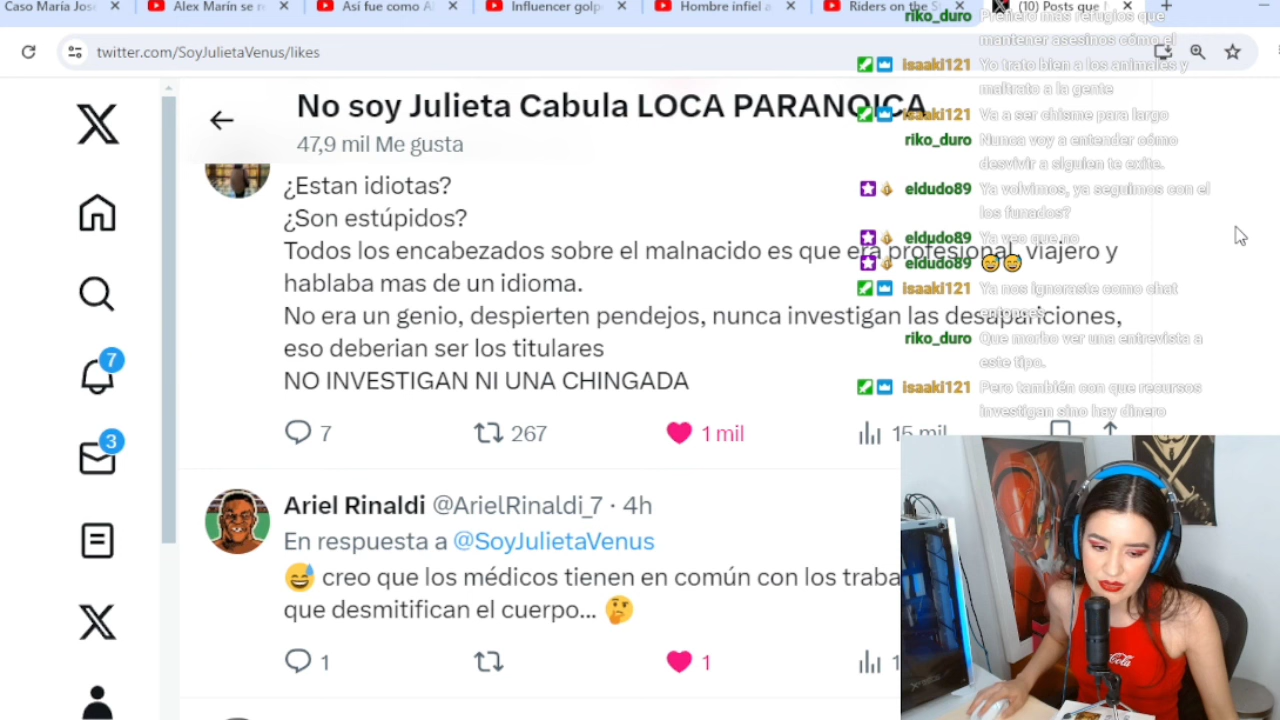 Caso María José
Alex Marín se
Así fue como
Influencer golp
Hombre infiel a
Riders on the S
(10) Posts que
twitter.com/SoyJulietaVenus/likes
No soy Julieta Cabula LOCA PARANOICA
47,9 mil Me gusta
¿Estan idiotas?
¿Son estúpidos?
Todos los encabezados sobre el malnacido es que era profesional, viajero y
hablaba mas de un idioma.
No era un genio, despierten pendejos, nunca investigan las desapariciones,
eso deberian ser los titulares
NO INVESTIGAN NI UNA CHINGADA
7
267
1 mil
15 mil
Ariel Rinaldi @ArielRinaldi_7 · 4h
En respuesta a @SoyJulietaVenus
😅 creo que los médicos tienen en común con los traba
que desmitifican el cuerpo... 🤔
1
1
1
7
3
riko_duro Prefiero más refugios que
mantener asesinos cómo el
isaaki121 Yo trato bien a los animales y
maltrato a la gente
isaaki121 Va a ser chisme para largo
riko_duro Nunca voy a entender cómo
desvivir a alguien te exite.
eldudo89 Ya volvimos, ya seguimos con el
los funados?
eldudo89 Ya veo que no
eldudo89 😅😅
isaaki121 Ya nos ignoraste como chat
entonces
riko_duro Que morbo ver una entrevista a
este tipo.
isaaki121 Pero también con que recursos
investigan sino hay dinero
Cola